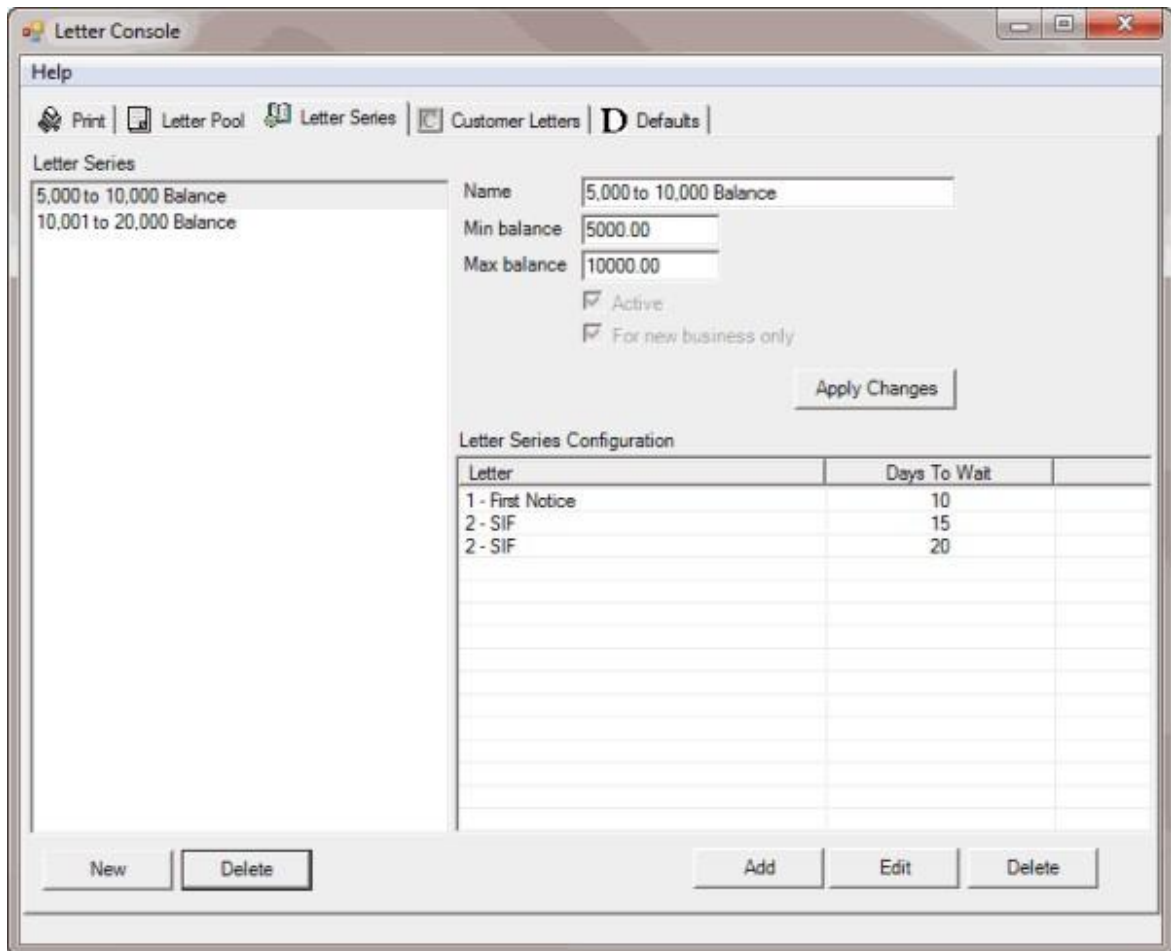 Letter Console
Help
Print
Letter Pool
Letter Series
Customer Letters
D Defaults
Letter Series
5,000 to 10,000 Balance
10,001 to 20,000 Balance
Name 5,000 to 10,000 Balance
Min balance 5000.00
Max balance 10000.00
Active
For new business only
Apply Changes
Letter Series Configuration
Letter Days To Wait
1 - First Notice 10
2 - SIF 15
2 - SIF 20
New Delete Add Edit Delete